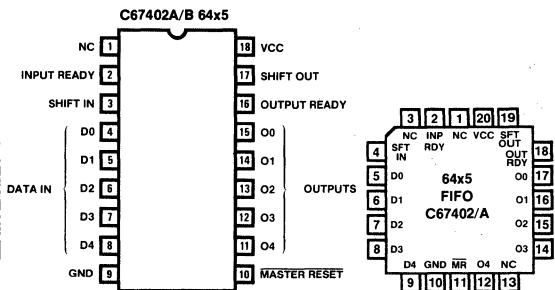 C67402A/B 64x5
NC 1 18 VCC
INPUT READY 2 17 SHIFT OUT
SHIFT IN 3 16 OUTPUT READY
D0 4 15 O0
D1 5 14 O1
DATA IN D2 6 13 O2 OUTPUTS
D3 7 12 O3
D4 8 11 O4
GND 9 10 MASTER RESET
3 2 1 20 19
NC INP RDY NC VCC SFT OUT
4 SFT IN OUT RDY 18
5 D0 O0 17
6 D1 O1 16
7 D2 O2 15
8 D3 O3 14
64x5
FIFO
C67402/A
D4 GND MR O4 NC
9 10 11 12 13